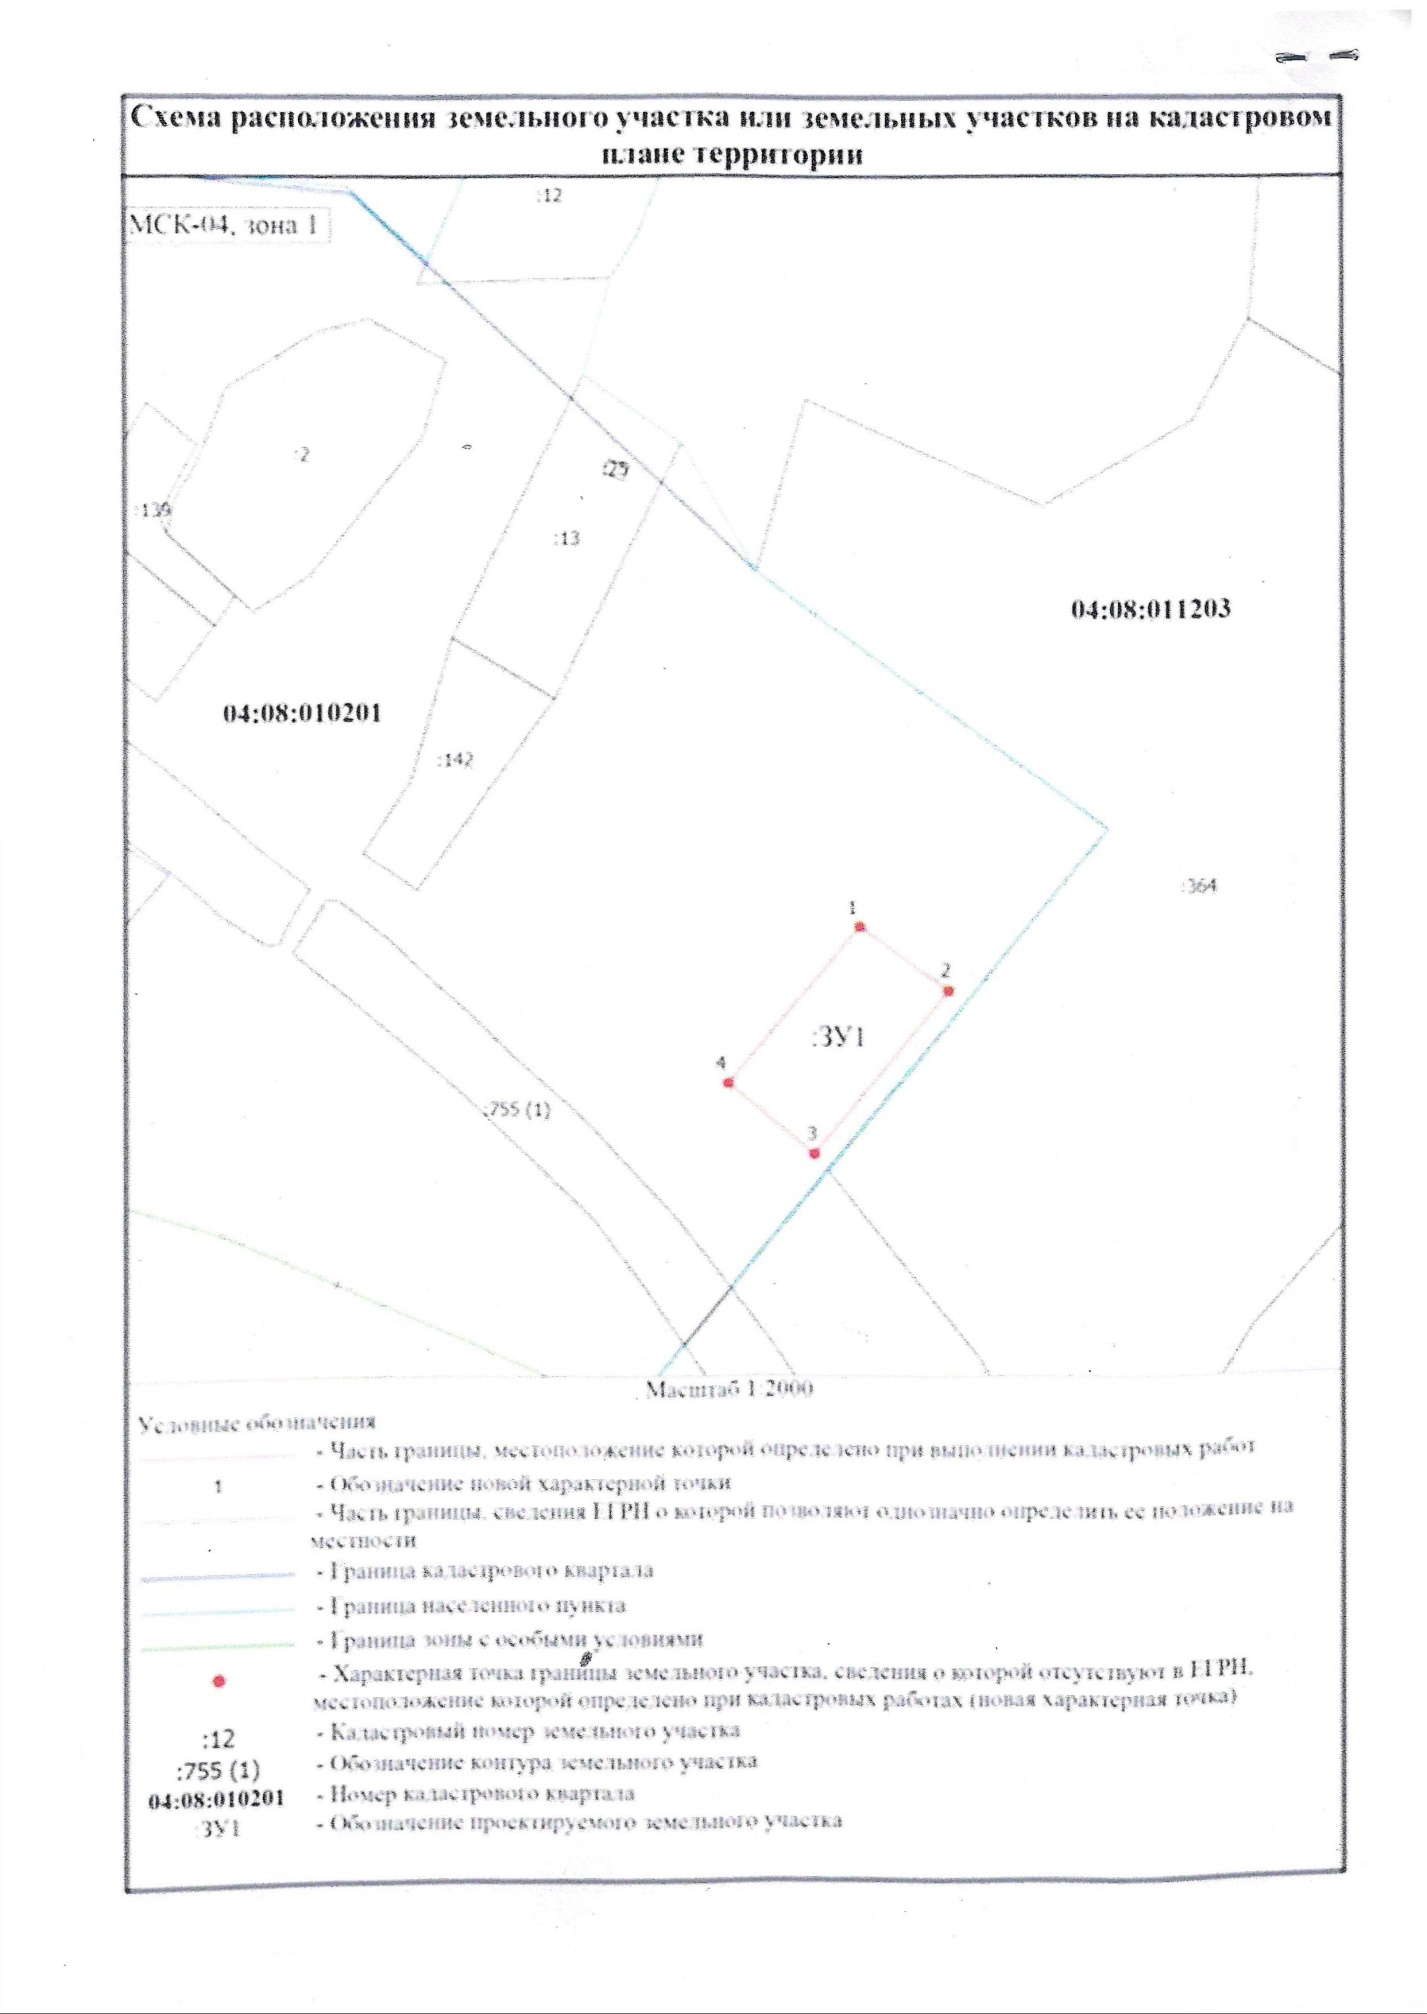 Схема расположения земельного участка или земельных участков на кадастровом
плане территории
:12
МСК-04, зона 1
:2
:29
:139
:13
04:08:011203
04:08:010201
:142
:364
1
2
:ЗУ1
4
:755 (1)
3
Масштаб 1:2000
Условные обозначения
- Часть границы, местоположение которой определено при выполнении кадастровых работ
1 - Обозначение новой характерной точки
- Часть границы, сведения ЕГРН о которой позволяют однозначно определить ее положение на
местности
- Граница кадастрового квартала
- Граница населенного пункта
- Граница зоны с особыми условиями
- Характерная точка границы земельного участка, сведения о которой отсутствуют в ЕГРН,
местоположение которой определено при кадастровых работах (новая характерная точка)
:12 - Кадастровый номер земельного участка
:755 (1) - Обозначение контура земельного участка
04:08:010201 - Номер кадастрового квартала
:ЗУ1 - Обозначение проектируемого земельного участка